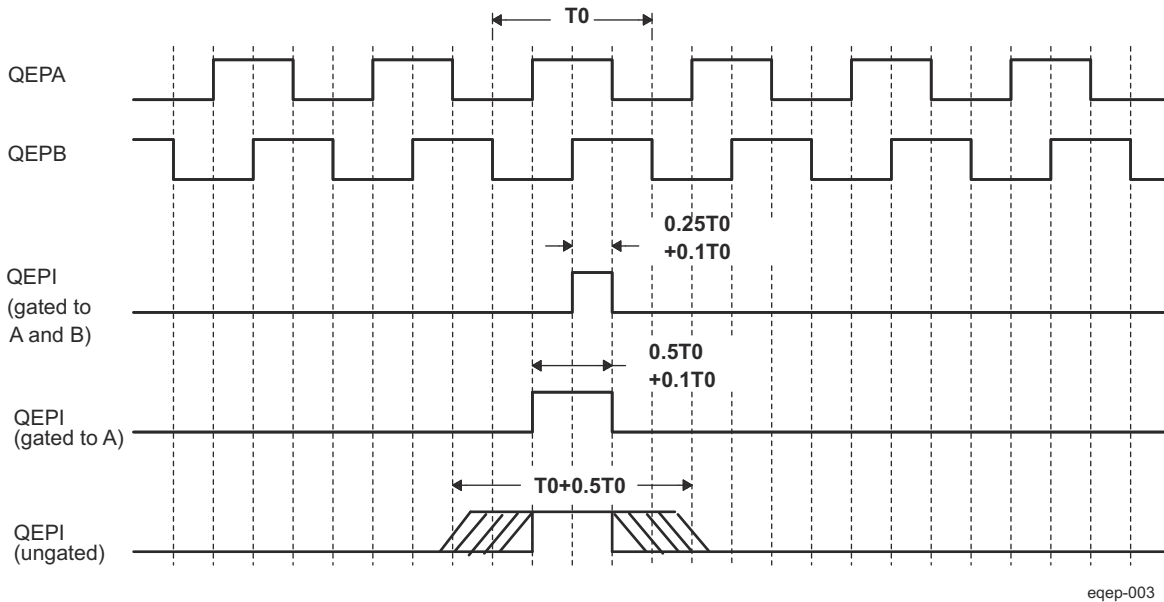 T0
QEPA
QEPB
0.25T0
+0.1T0
QEPI
(gated to
A and B)
0.5T0
+0.1T0
QEPI
(gated to A)
T0+0.5T0
QEPI
(ungated)
eqep-003